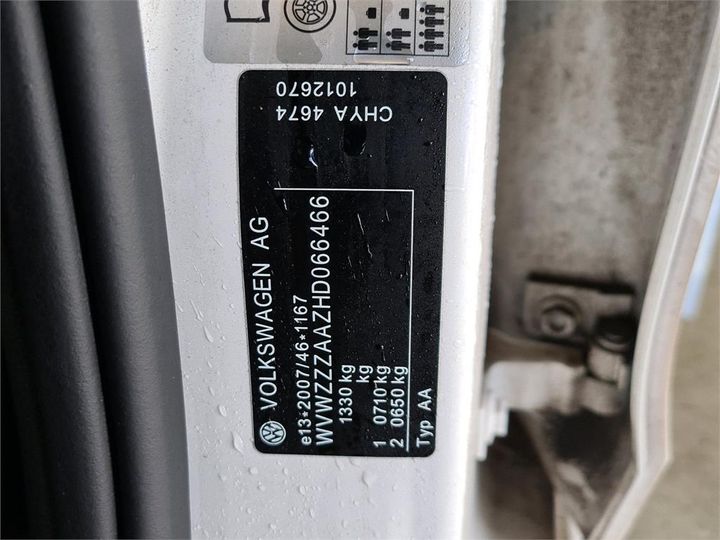 VOLKSWAGEN AG
e13*2007/46*1167
WVWZZZAAZHD066466
1330 kg
kg
1 0710 kg
2 0650 kg
Typ AA
CHYA 4674
1012670